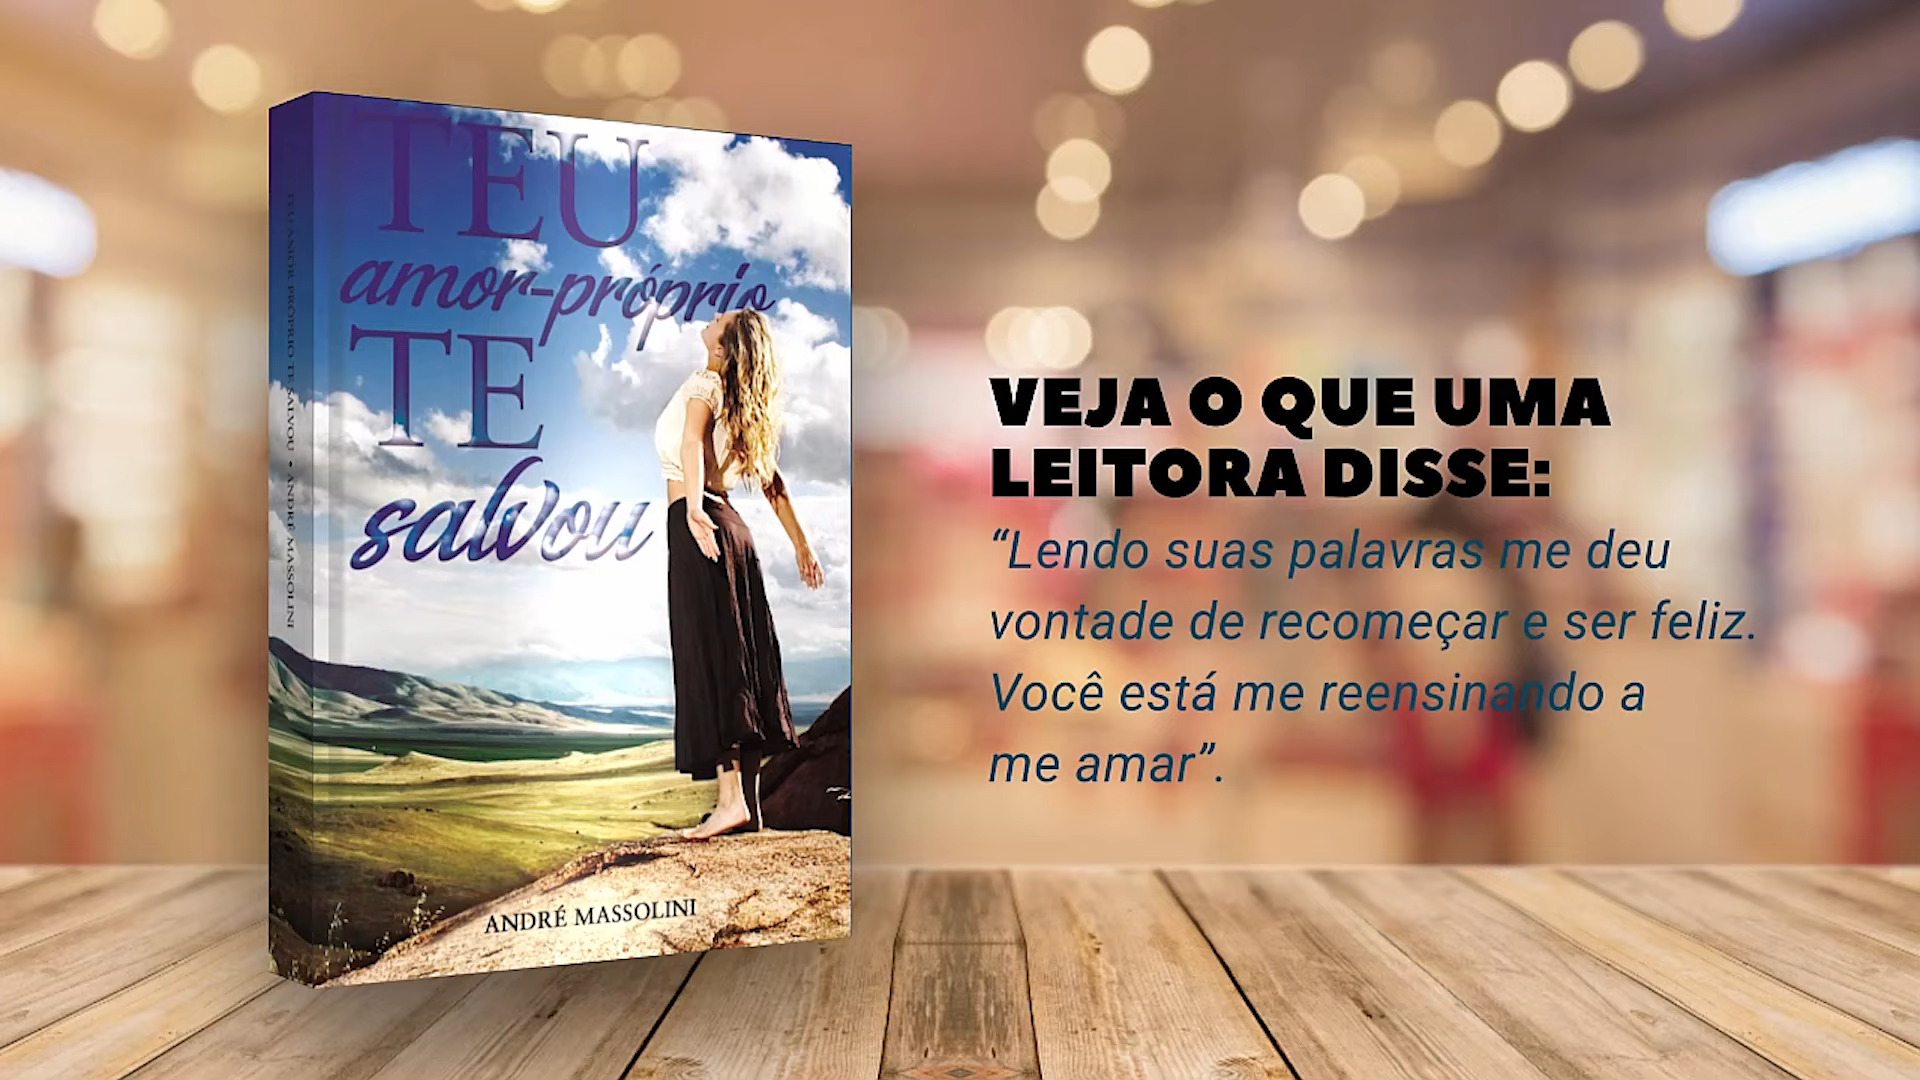 TEU
amor-próprio
TE
salvou
ANDRÉ MASSOLINI
TEU AMOR-PRÓPRIO TE SALVOU • ANDRÉ MASSOLINI
VEJA O QUE UMA
LEITORA DISSE:
“Lendo suas palavras me deu
vontade de recomeçar e ser feliz.
Você está me reensinando a
me amar”.